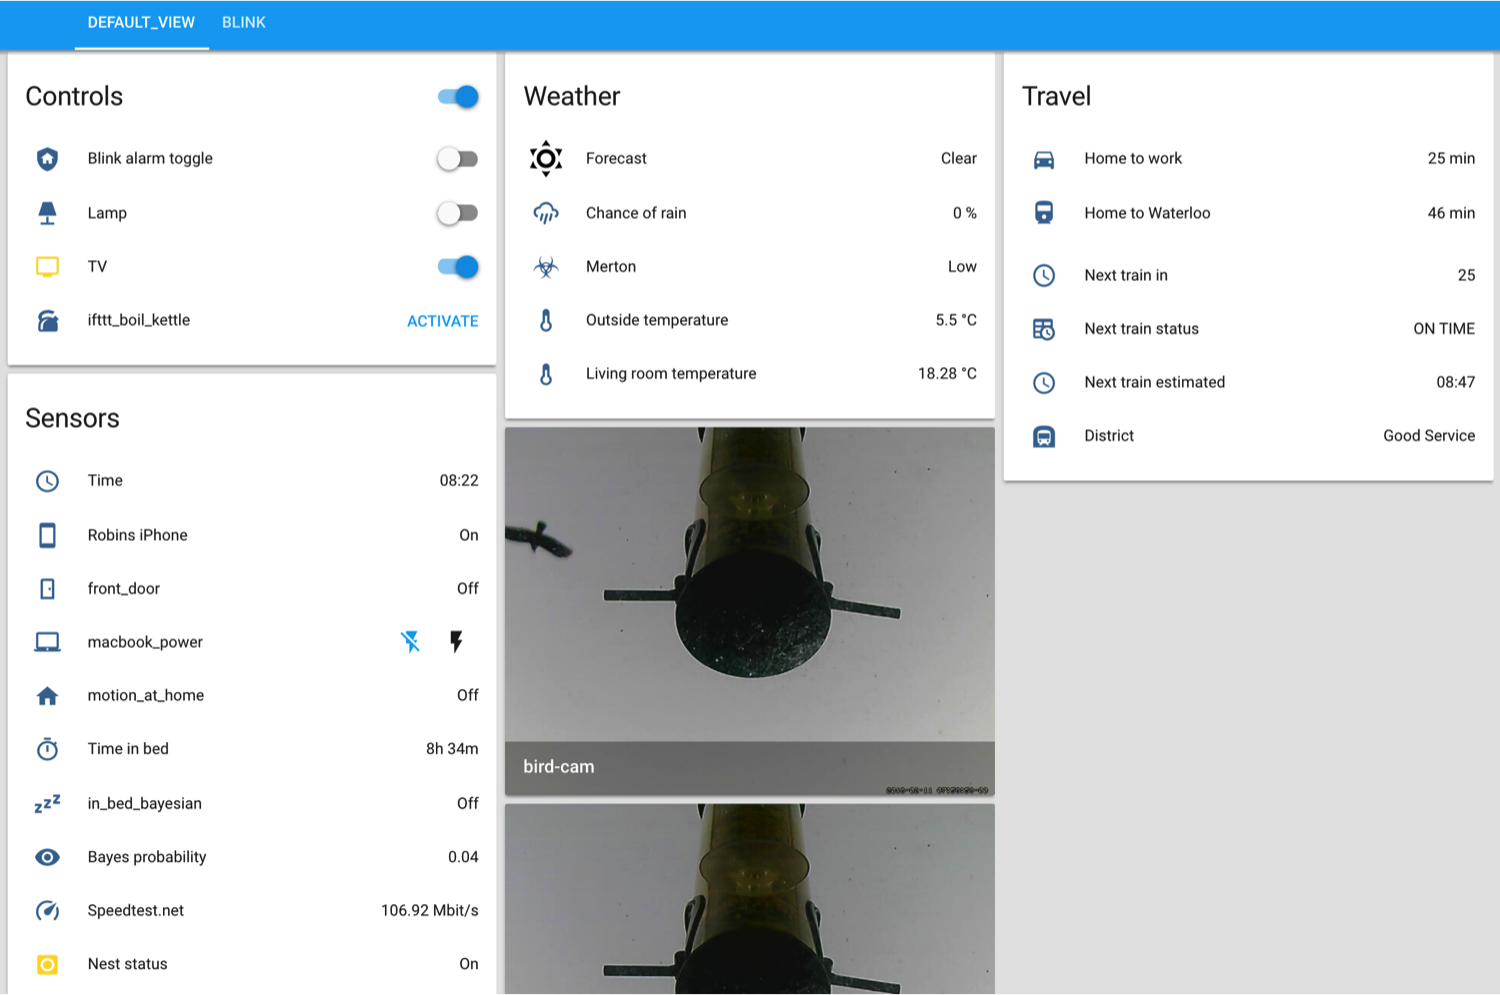 DEFAULT_VIEW BLINK
Controls
Blink alarm toggle
Lamp
TV
ifttt_boil_kettle ACTIVATE
Sensors
Time 08:22
Robins iPhone On
front_door Off
macbook_power
motion_at_home Off
Time in bed 8h 34m
zzZ in_bed_bayesian Off
Bayes probability 0.04
Speedtest.net 106.92 Mbit/s
Nest status On
Weather
Forecast Clear
Chance of rain 0 %
Merton Low
Outside temperature 5.5 °C
Living room temperature 18.28 °C
bird-cam
Travel
Home to work 25 min
Home to Waterloo 46 min
Next train in 25
Next train status ON TIME
Next train estimated 08:47
District Good Service